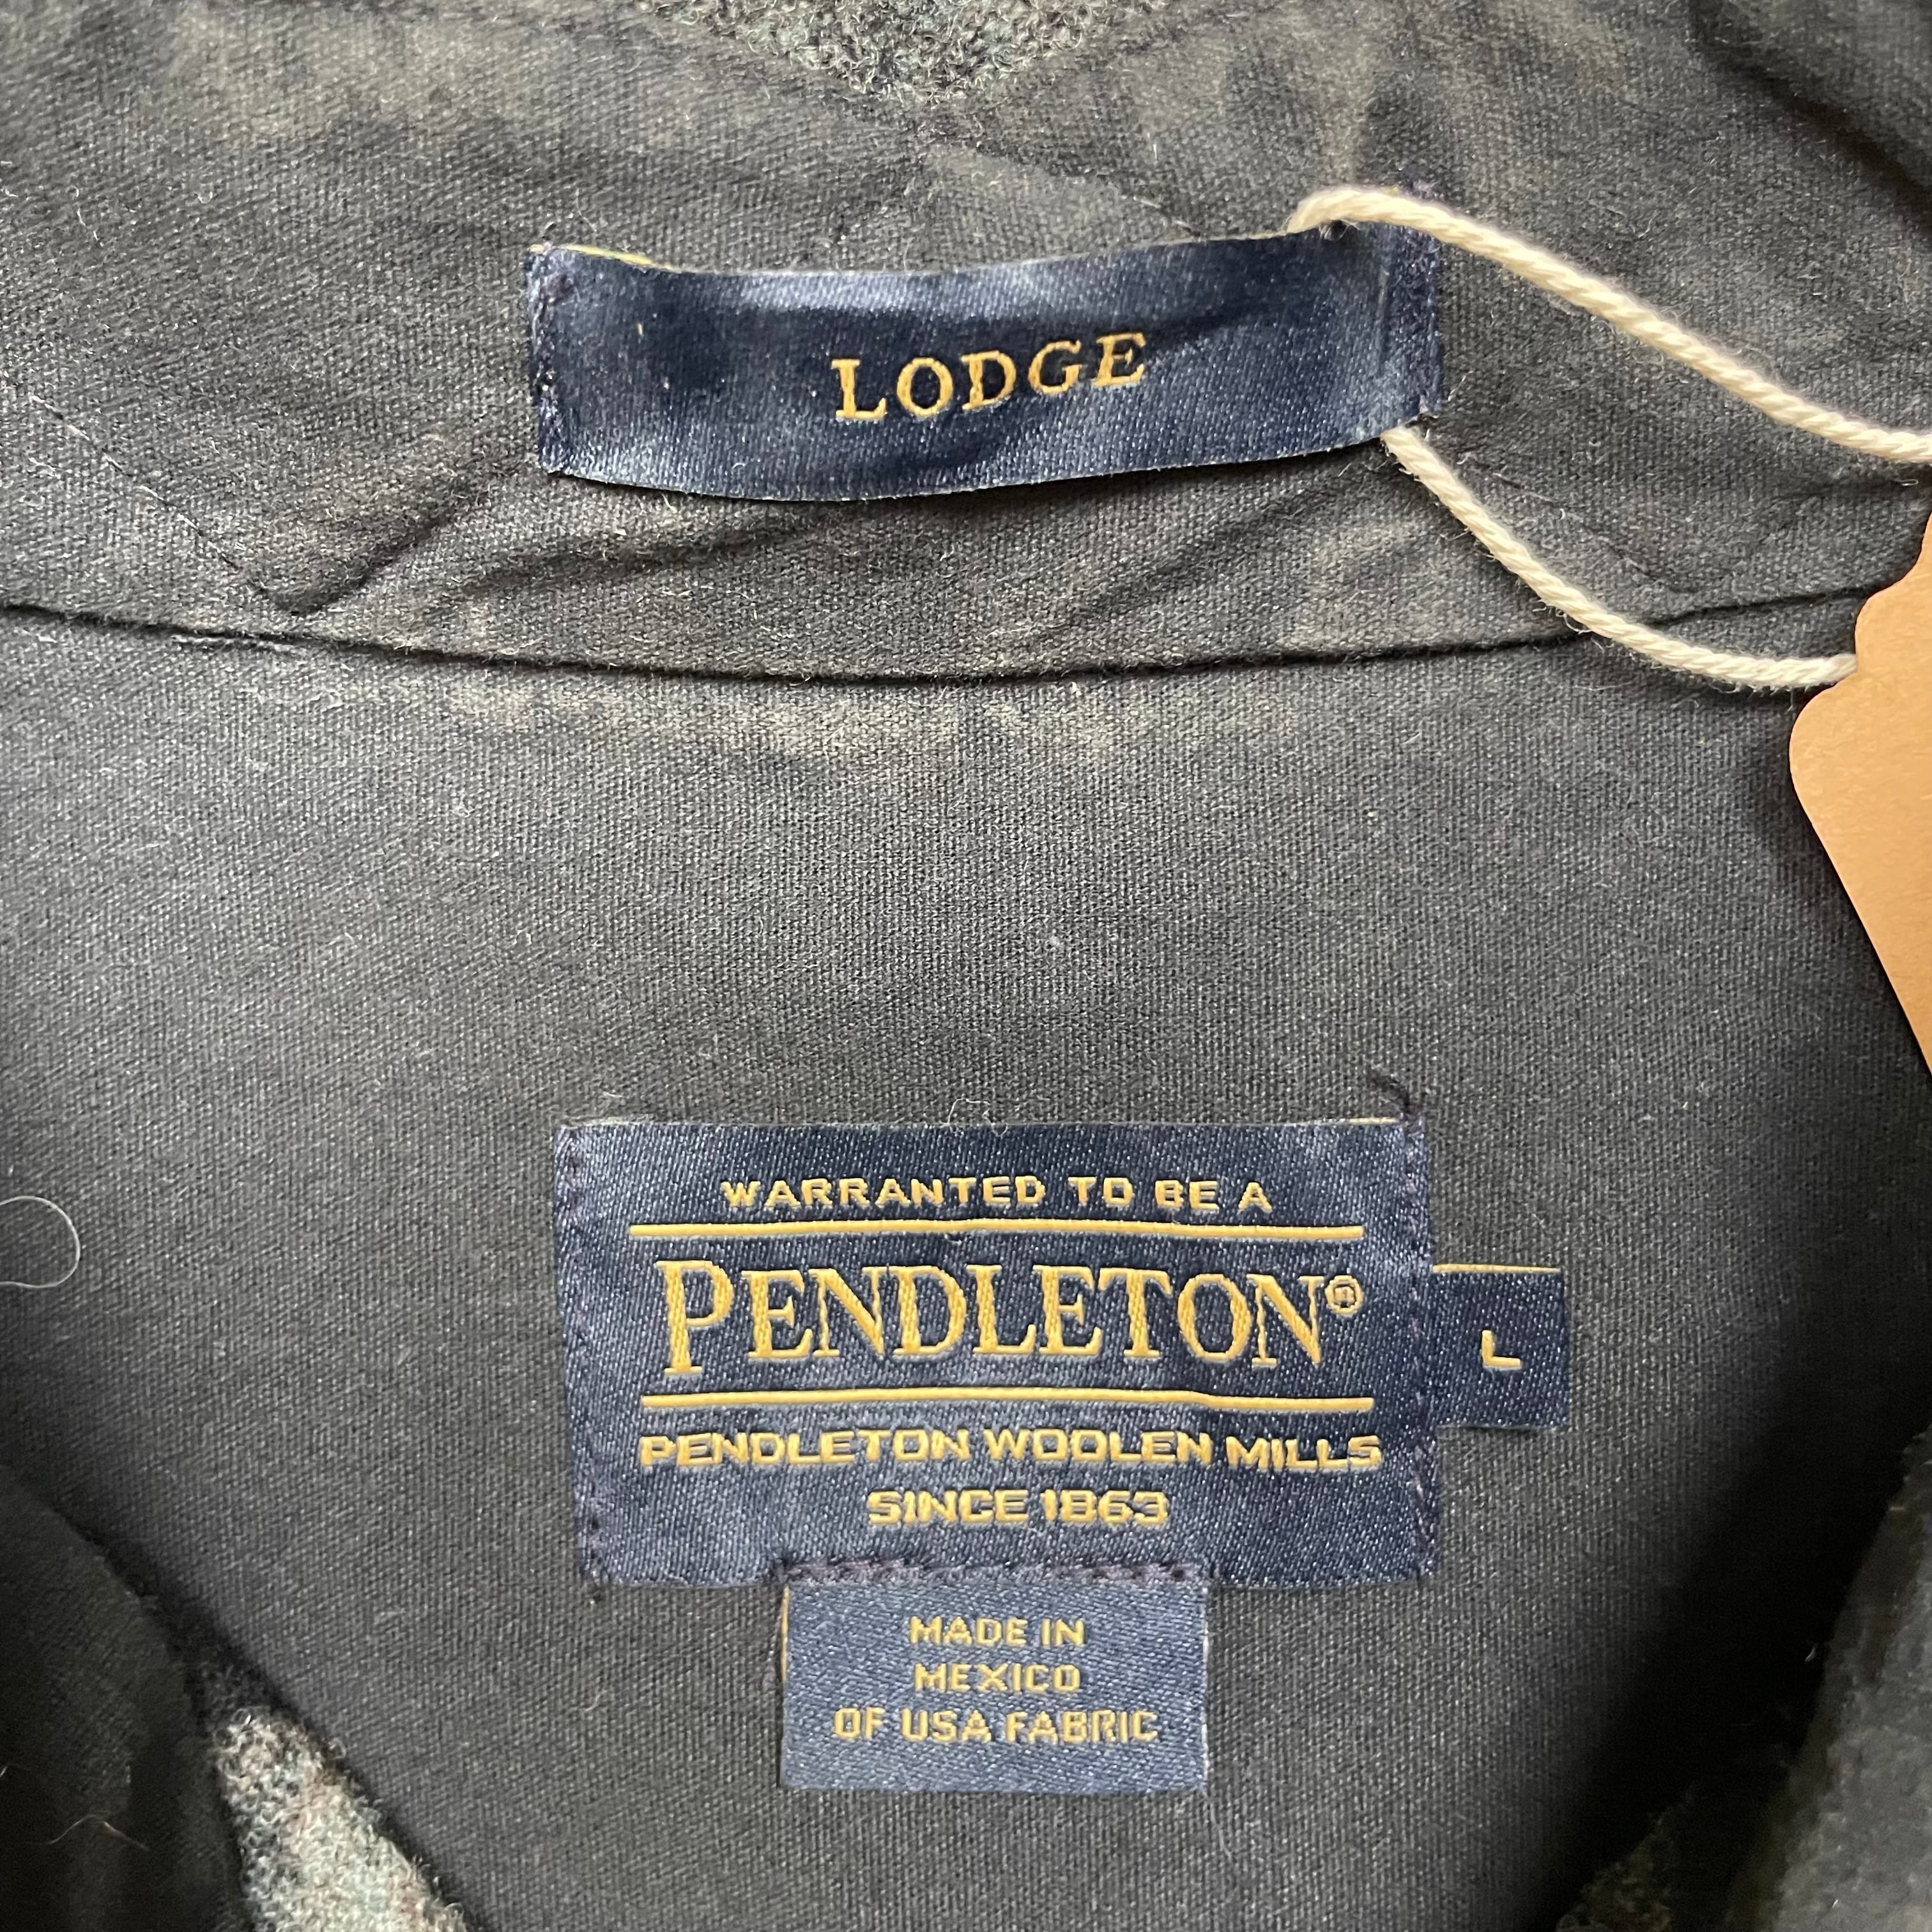 LODGE
WARRANTED TO BE A
PENDLETON®
L
PENDLETON WOOLEN MILLS
SINCE 1863
MADE IN
MEXICO
OF USA FABRIC